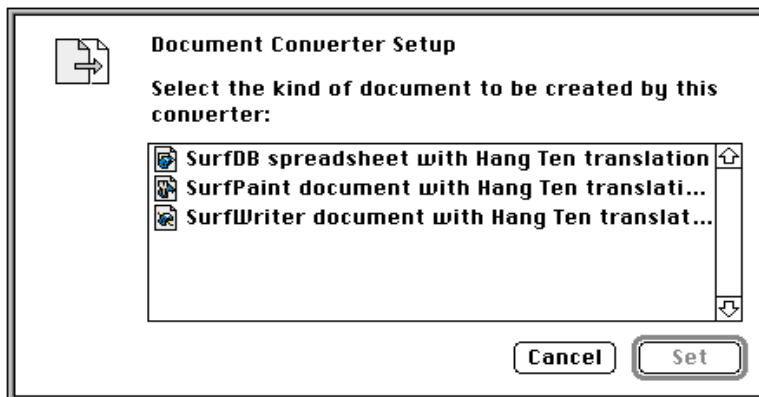 Document Converter Setup
Select the kind of document to be created by this
converter:
SurfDB spreadsheet with Hang Ten translation
SurfPaint document with Hang Ten translati...
SurfWriter document with Hang Ten translat...
Cancel
Set